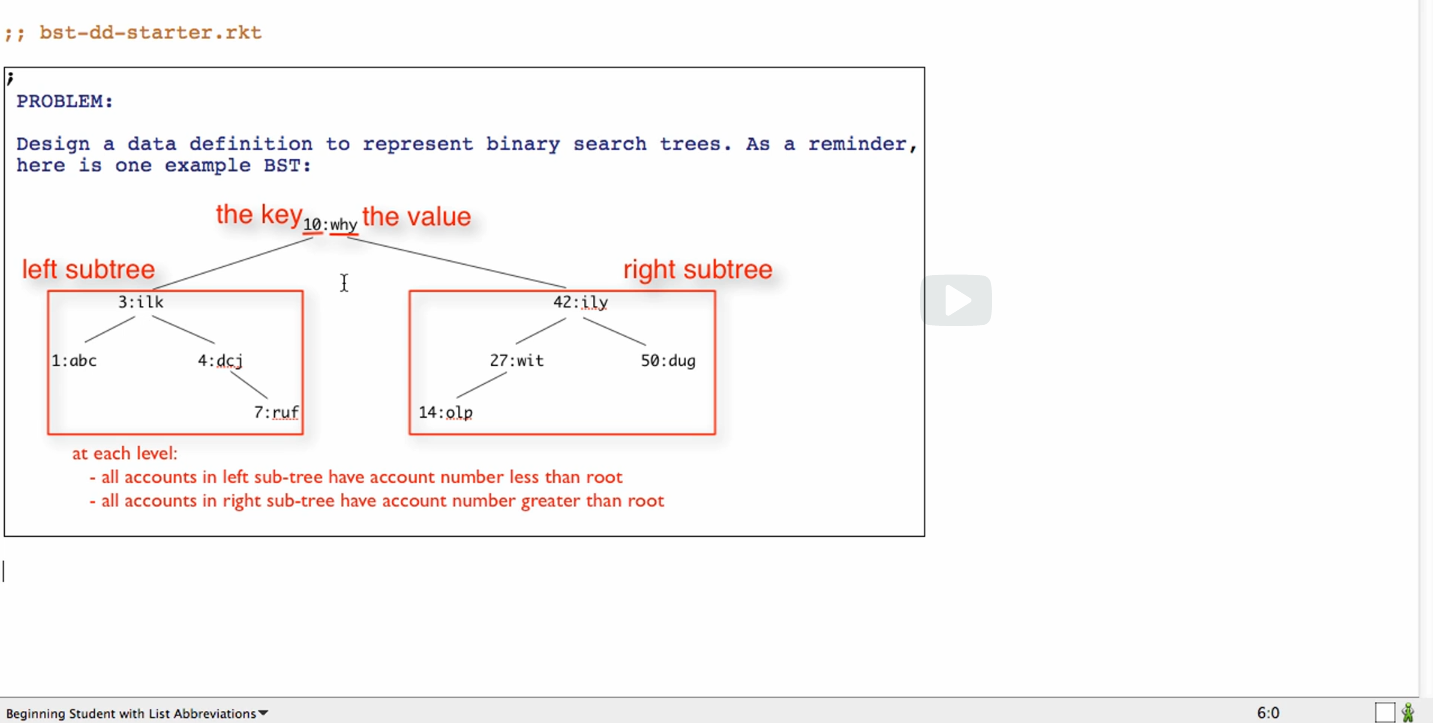 ;; bst-dd-starter.rkt
;
PROBLEM:
Design a data definition to represent binary search trees. As a reminder,
here is one example BST:
the key 10:why the value
left subtree right subtree
3:ilk 42:ily
1:abc 4:dcj 27:wit 50:dug
7:ruf 14:olp
at each level:
- all accounts in left sub-tree have account number less than root
- all accounts in right sub-tree have account number greater than root
Beginning Student with List Abbreviations 6:0